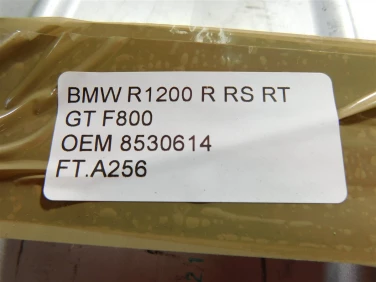 BMW R1200 R RS RT
GT F800
OEM 8530614
FT.A256